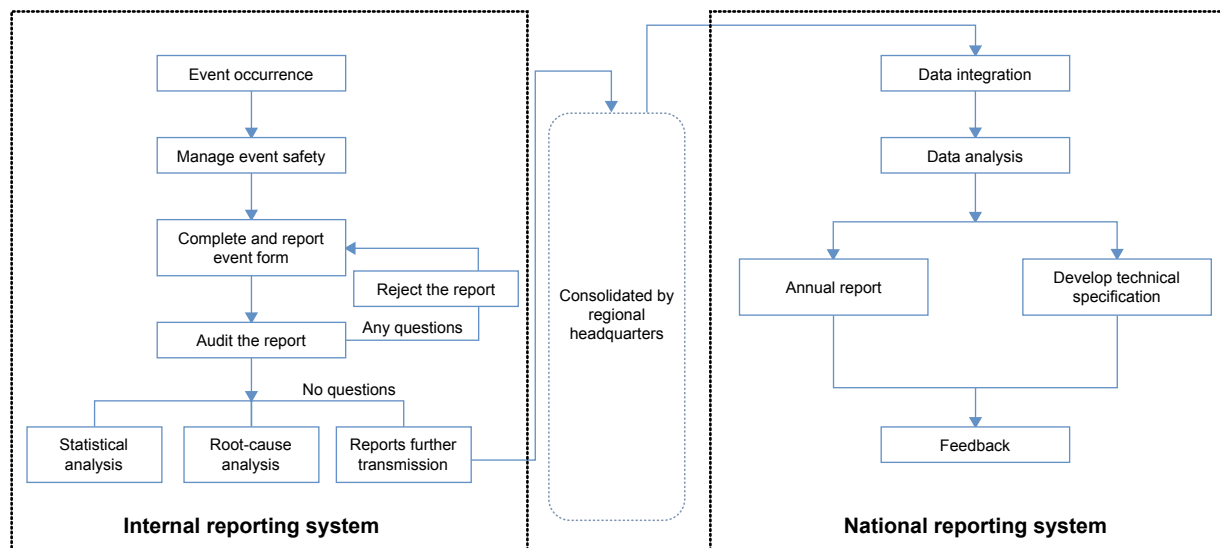 Event occurrence
Manage event safety
Complete and report
event form
Reject the report
Any questions
Audit the report
No questions
Statistical
analysis
Root-cause
analysis
Reports further
transmission
Internal reporting system
Consolidated by
regional
headquarters
Data integration
Data analysis
Annual report
Develop technical
specification
Feedback
National reporting system